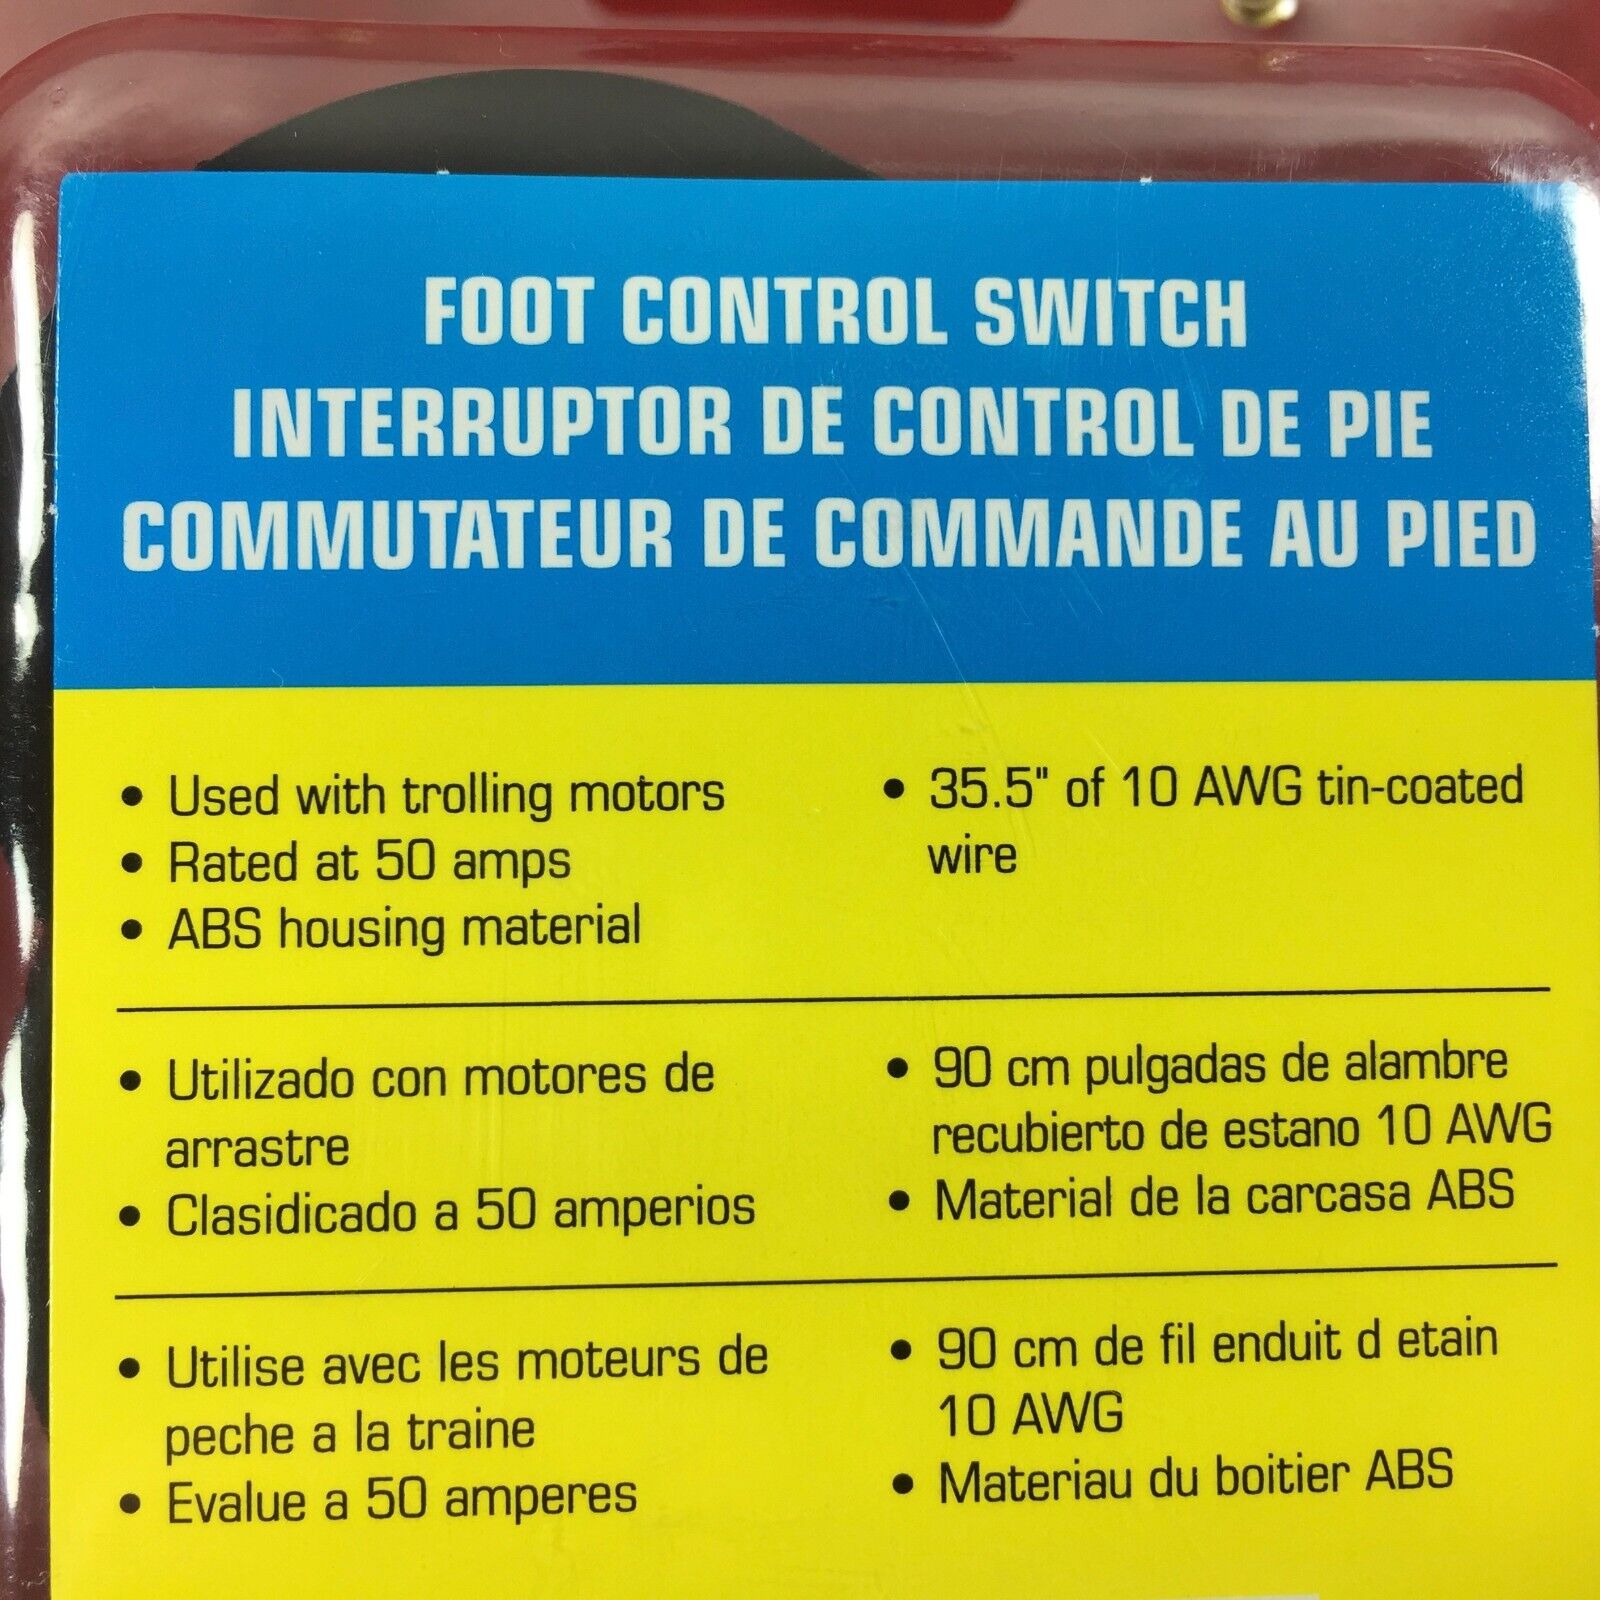 FOOT CONTROL SWITCH
INTERRUPTOR DE CONTROL DE PIE
COMMUTATEUR DE COMMANDE AU PIED
• Used with trolling motors
• Rated at 50 amps
• ABS housing material
• 35.5" of 10 AWG tin-coated
wire
• Utilizado con motores de
arrastre
• Clasidicado a 50 amperios
• 90 cm pulgadas de alambre
recubierto de estano 10 AWG
• Material de la carcasa ABS
• Utilise avec les moteurs de
peche a la traine
• Evalue a 50 amperes
• 90 cm de fil enduit d etain
10 AWG
• Materiau du boitier ABS